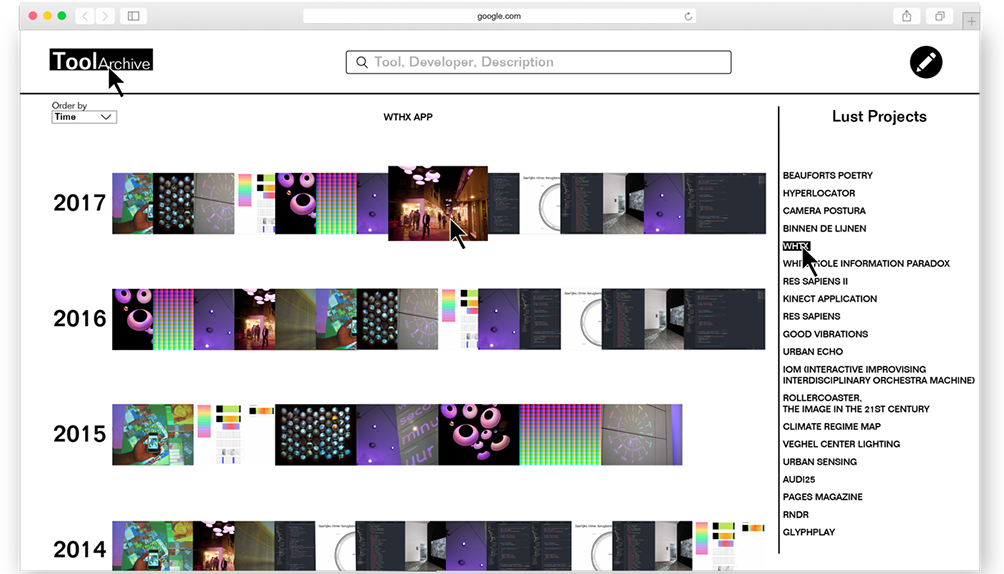 google.com
ToolArchive
Tool, Developer, Description
Order by
Time
WTHX APP
Lust Projects
2017
2016
2015
2014
BEAUFORTS POETRY
HYPERLOCATOR
CAMERA POSTURA
BINNEN DE LIJNEN
WHTX
HOLE INFORMATION PARADOX
RES SAPIENS II
KINECT APPLICATION
RES SAPIENS
GOOD VIBRATIONS
URBAN ECHO
IOM (INTERACTIVE IMPROVISING
INTERDISCIPLINARY ORCHESTRA MACHINE)
ROLLERCOASTER,
THE IMAGE IN THE 21ST CENTURY
CLIMATE REGIME MAP
VEGHEL CENTER LIGHTING
URBAN SENSING
AUDI25
PAGES MAGAZINE
RNDR
GLYPHPLAY